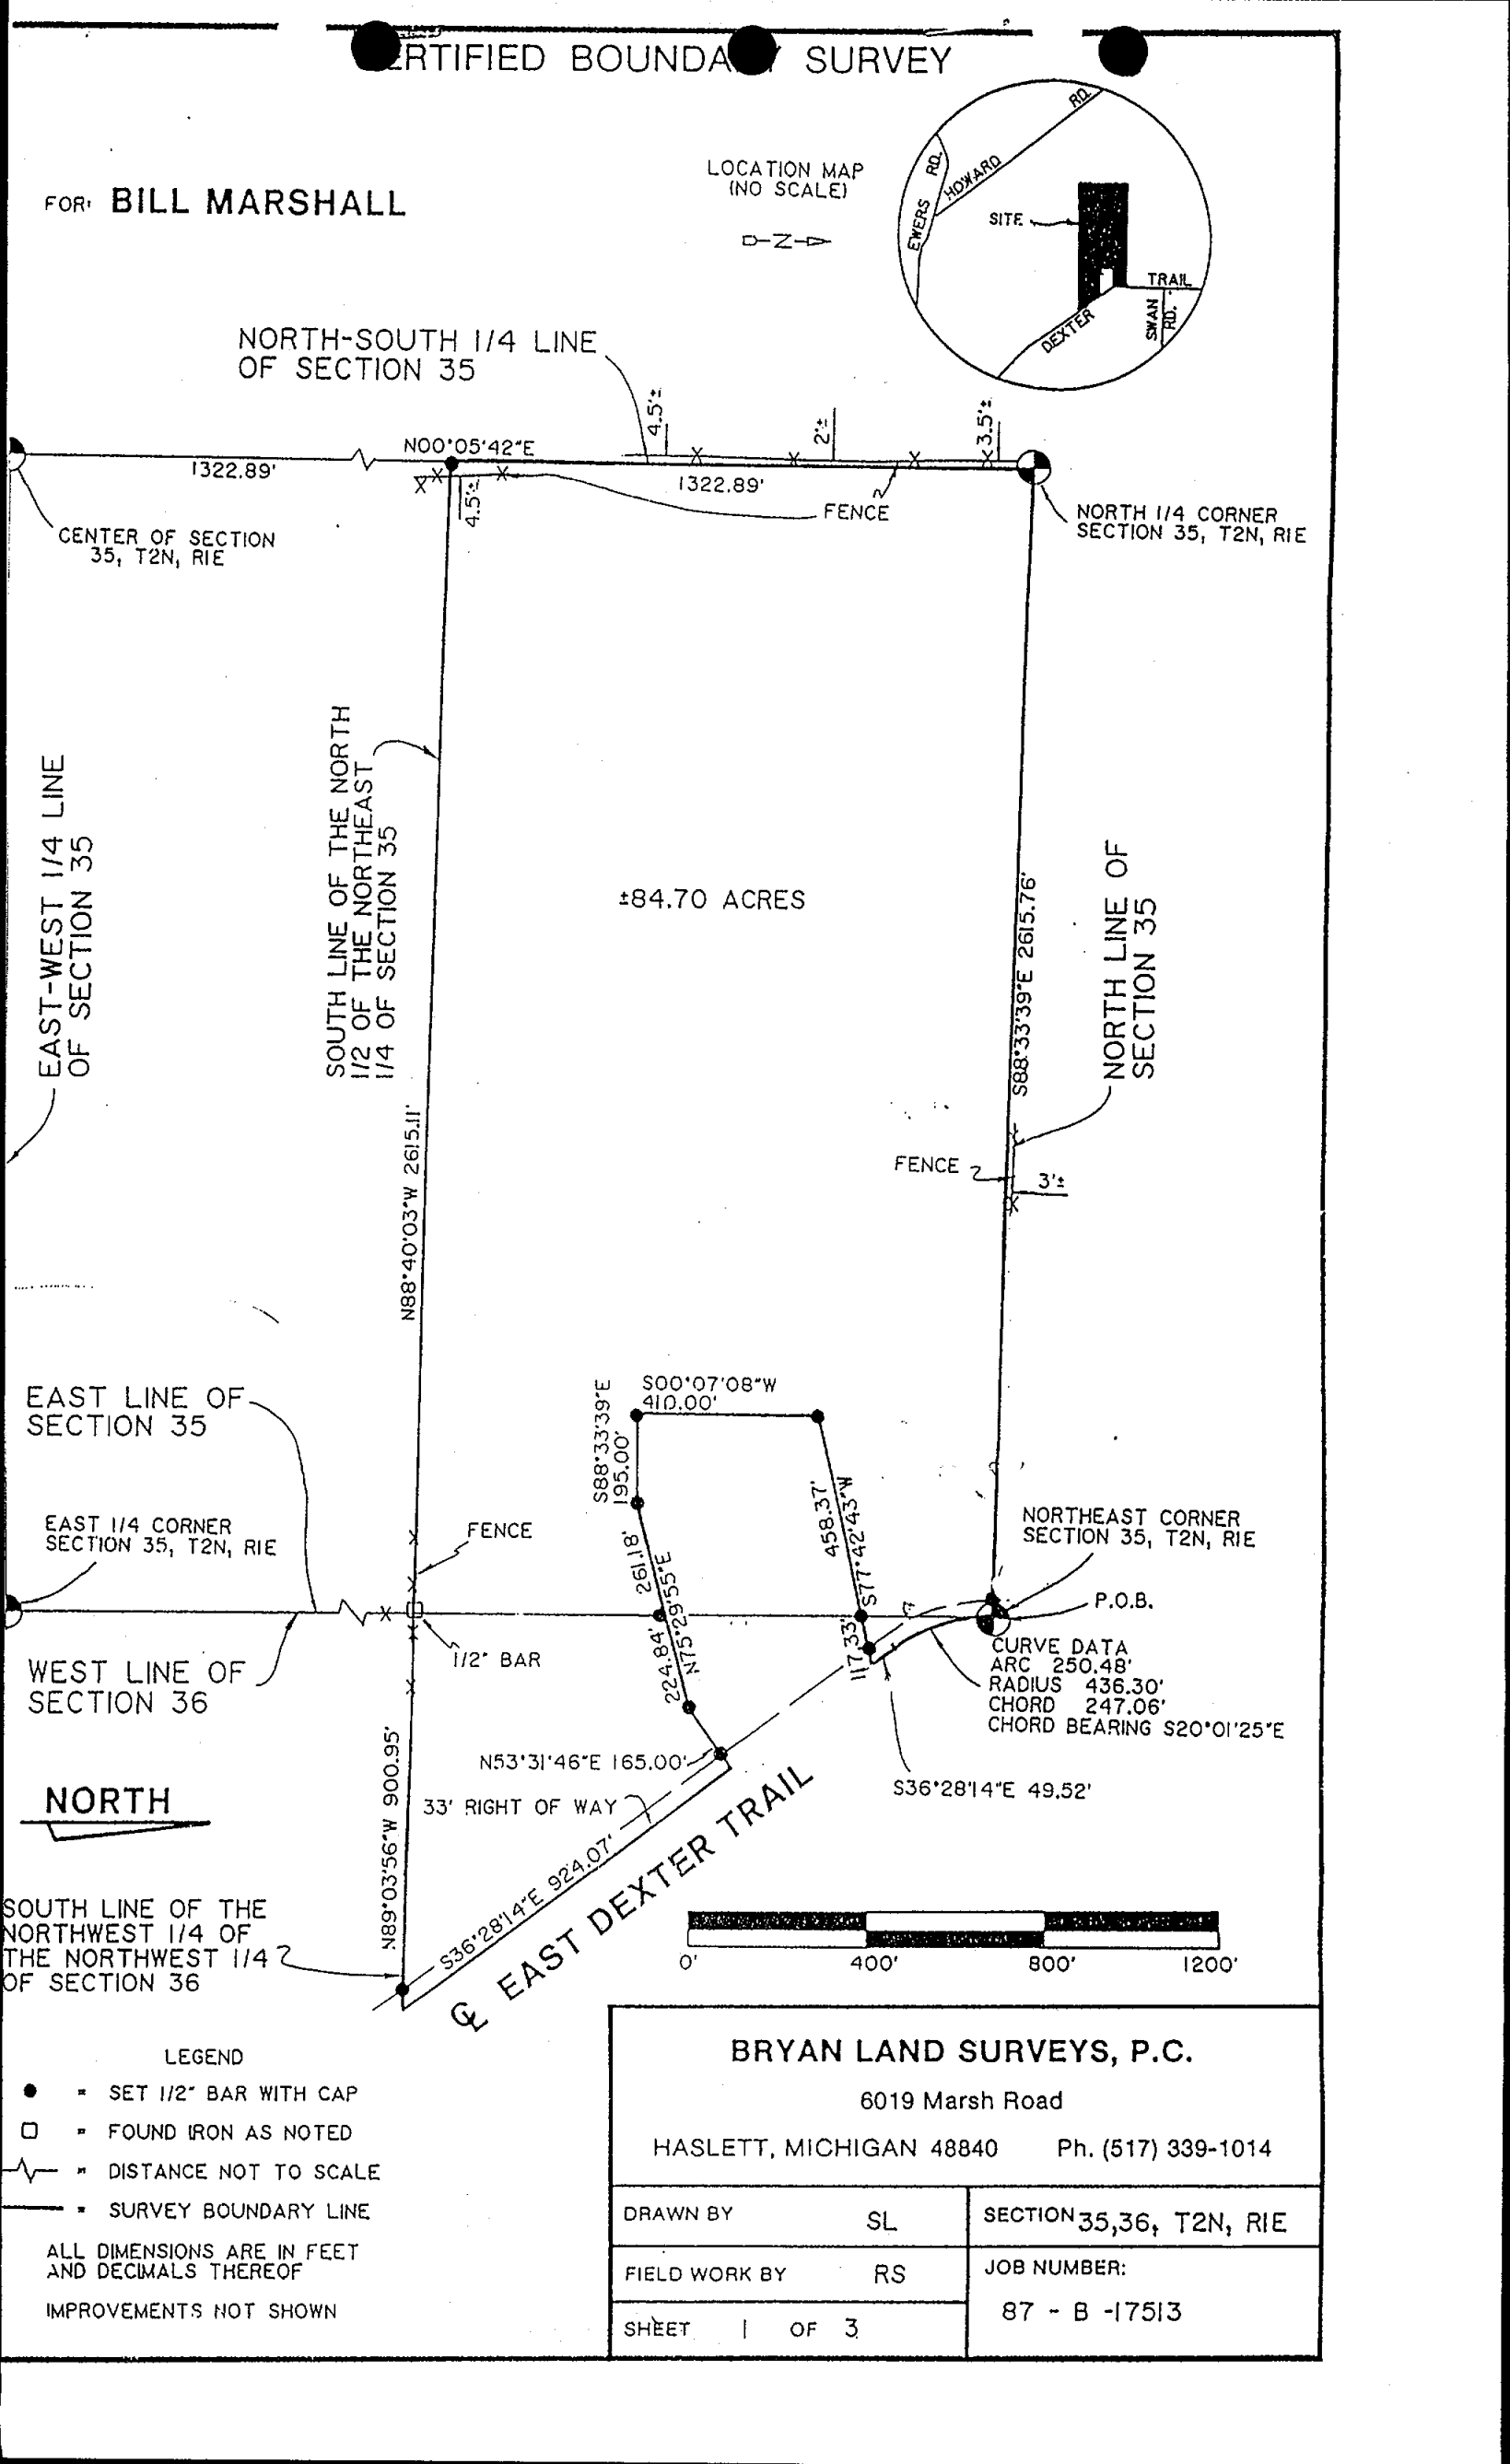 CERTIFIED BOUNDARY SURVEY
FOR: BILL MARSHALL
LOCATION MAP
(NO SCALE)
N
EWERS RD.
HOWARD RD.
SITE
TRAIL
DEXTER
SWAN RD.
NORTH-SOUTH 1/4 LINE
OF SECTION 35
4.5'±
2'±
3.5'±
N00°05'42"E
1322.89'
1322.89'
4.5'±
FENCE
NORTH 1/4 CORNER
SECTION 35, T2N, R1E
CENTER OF SECTION
35, T2N, R1E
EAST-WEST 1/4 LINE
OF SECTION 35
SOUTH LINE OF THE NORTH
1/2 OF THE NORTHEAST
1/4 OF SECTION 35
±84.70 ACRES
S88°33'39"E 2615.76'
NORTH LINE OF
SECTION 35
N88°40'03"W 2615.11'
FENCE
3'±
EAST LINE OF
SECTION 35
S00°07'08"W
410.00'
S88°33'39"E
195.00'
458.37'
S77°42'43"W
117.33'
261.18'
N75°29'55"E
224.84'
EAST 1/4 CORNER
SECTION 35, T2N, R1E
FENCE
NORTHEAST CORNER
SECTION 35, T2N, R1E
P.O.B.
1/2" BAR
WEST LINE OF
SECTION 36
CURVE DATA
ARC 250.48'
RADIUS 436.30'
CHORD 247.06'
CHORD BEARING S20°01'25"E
N53°31'46"E 165.00'
S36°28'14"E 49.52'
33' RIGHT OF WAY
NORTH
N89°03'56"W 900.95'
S36°28'14"E 924.07'
℄ EAST DEXTER TRAIL
SOUTH LINE OF THE
NORTHWEST 1/4 OF
THE NORTHWEST 1/4
OF SECTION 36
0' 400' 800' 1200'
LEGEND
= SET 1/2" BAR WITH CAP
= FOUND IRON AS NOTED
= DISTANCE NOT TO SCALE
= SURVEY BOUNDARY LINE
ALL DIMENSIONS ARE IN FEET
AND DECIMALS THEREOF
IMPROVEMENTS NOT SHOWN
BRYAN LAND SURVEYS, P.C.
6019 Marsh Road
HASLETT, MICHIGAN 48840 Ph. (517) 339-1014
DRAWN BY SL
SECTION 35,36, T2N, R1E
FIELD WORK BY RS
JOB NUMBER:
87 - B -17513
SHEET 1 OF 3